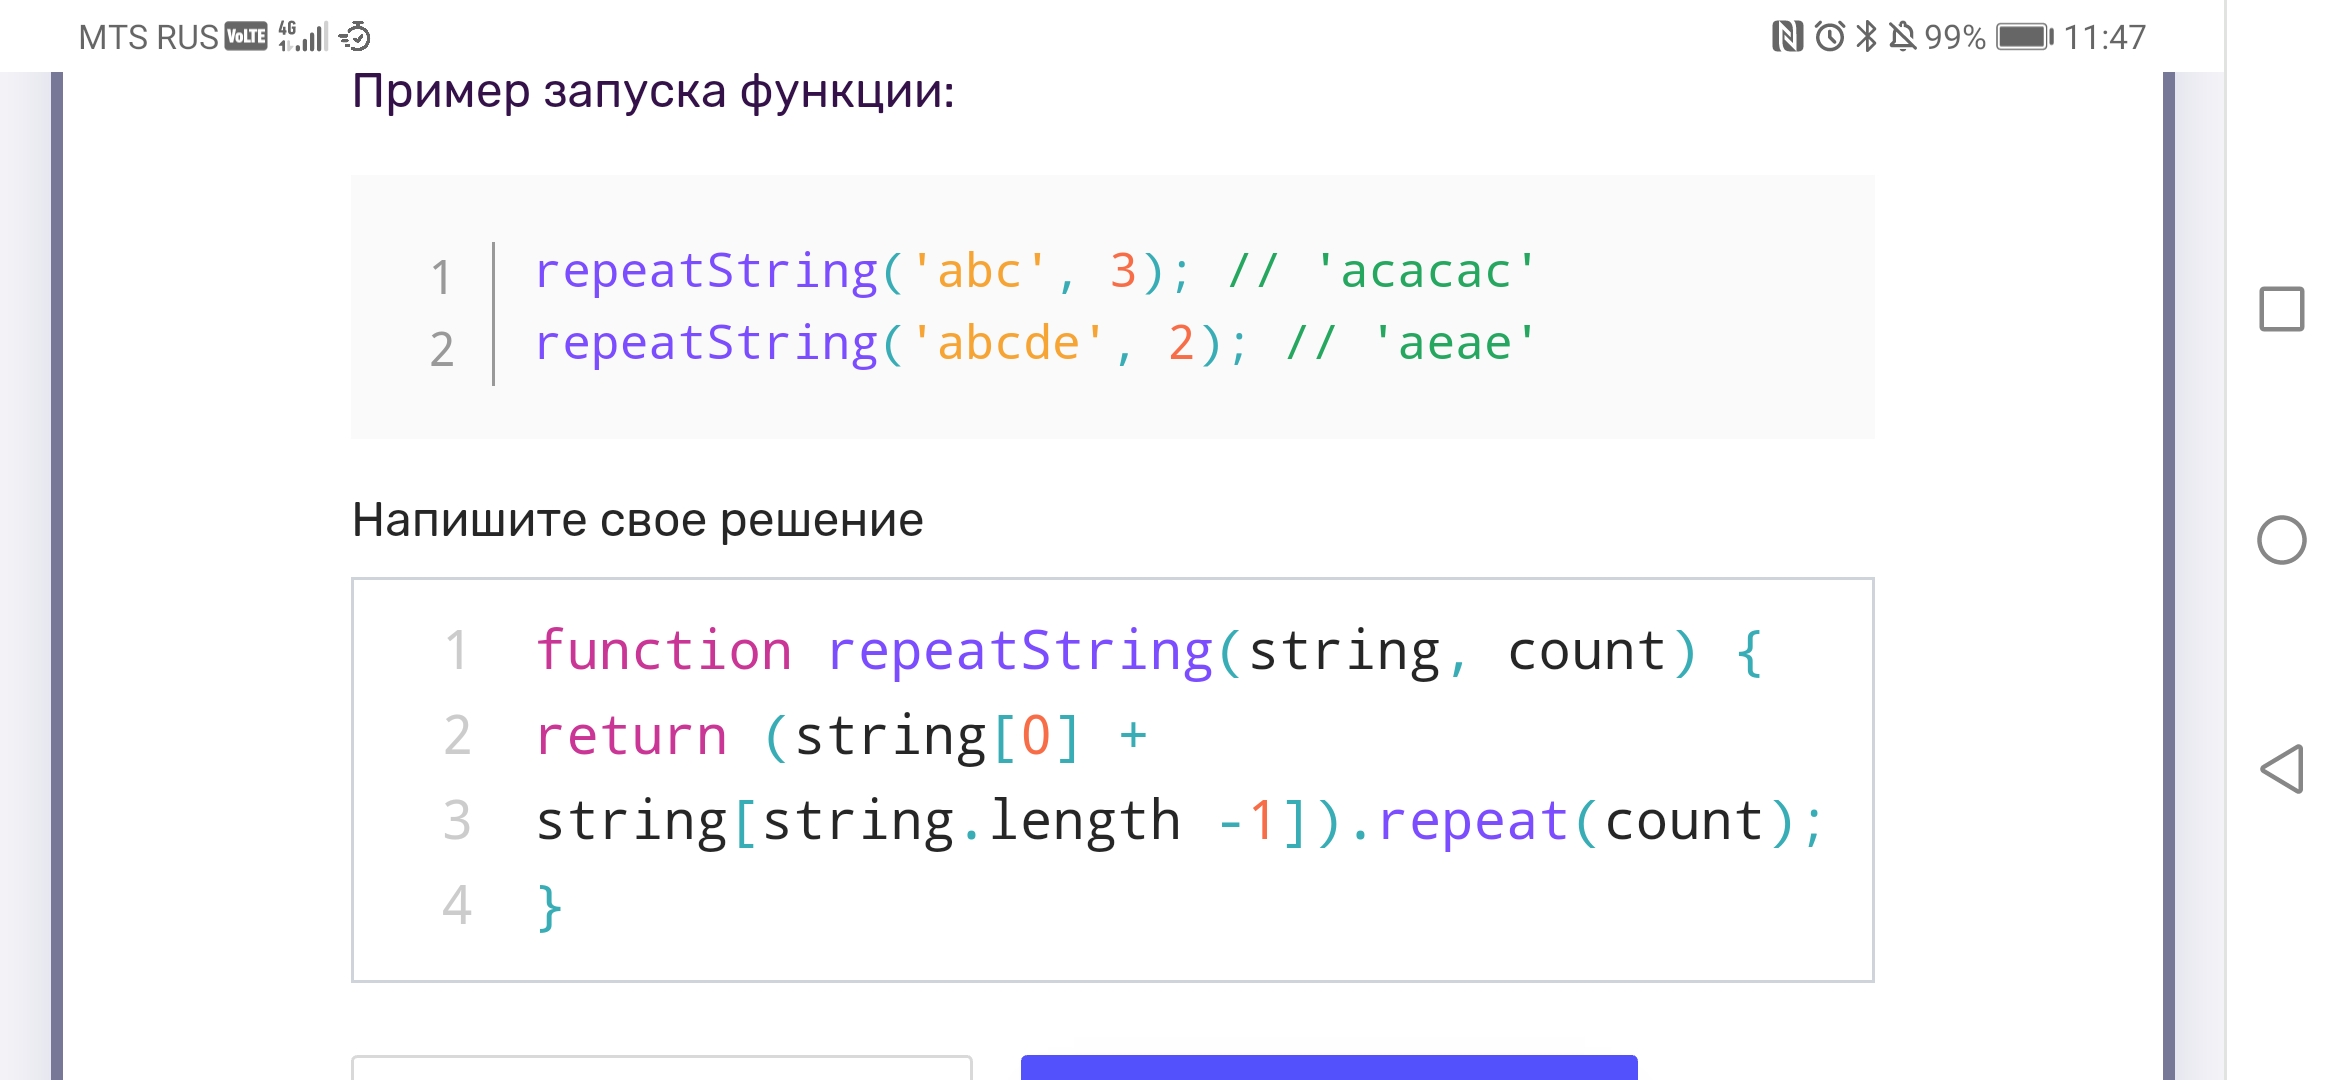 MTS RUS VoLTE 4G 99% 11:47
Пример запуска функции:
1 repeatString('abc', 3); // 'acacac'
2 repeatString('abcde', 2); // 'aeae'
Напишите свое решение
1 function repeatString(string, count) {
2 return (string[0] +
3 string[string.length -1]).repeat(count);
4 }